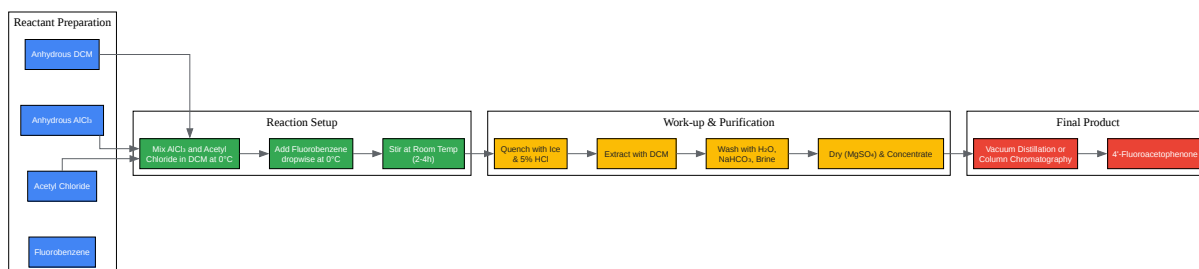 Reactant Preparation
Anhydrous DCM
Anhydrous AlCl₃
Acetyl Chloride
Fluorobenzene
Reaction Setup
Mix AlCl₃ and Acetyl
Chloride in DCM at 0°C
Add Fluorobenzene
dropwise at 0°C
Stir at Room Temp
(2-4h)
Work-up & Purification
Quench with Ice
& 5% HCl
Extract with DCM
Wash with H₂O,
NaHCO₃, Brine
Dry (MgSO₄) & Concentrate
Final Product
Vacuum Distillation or
Column Chromatography
4'-Fluoroacetophenone